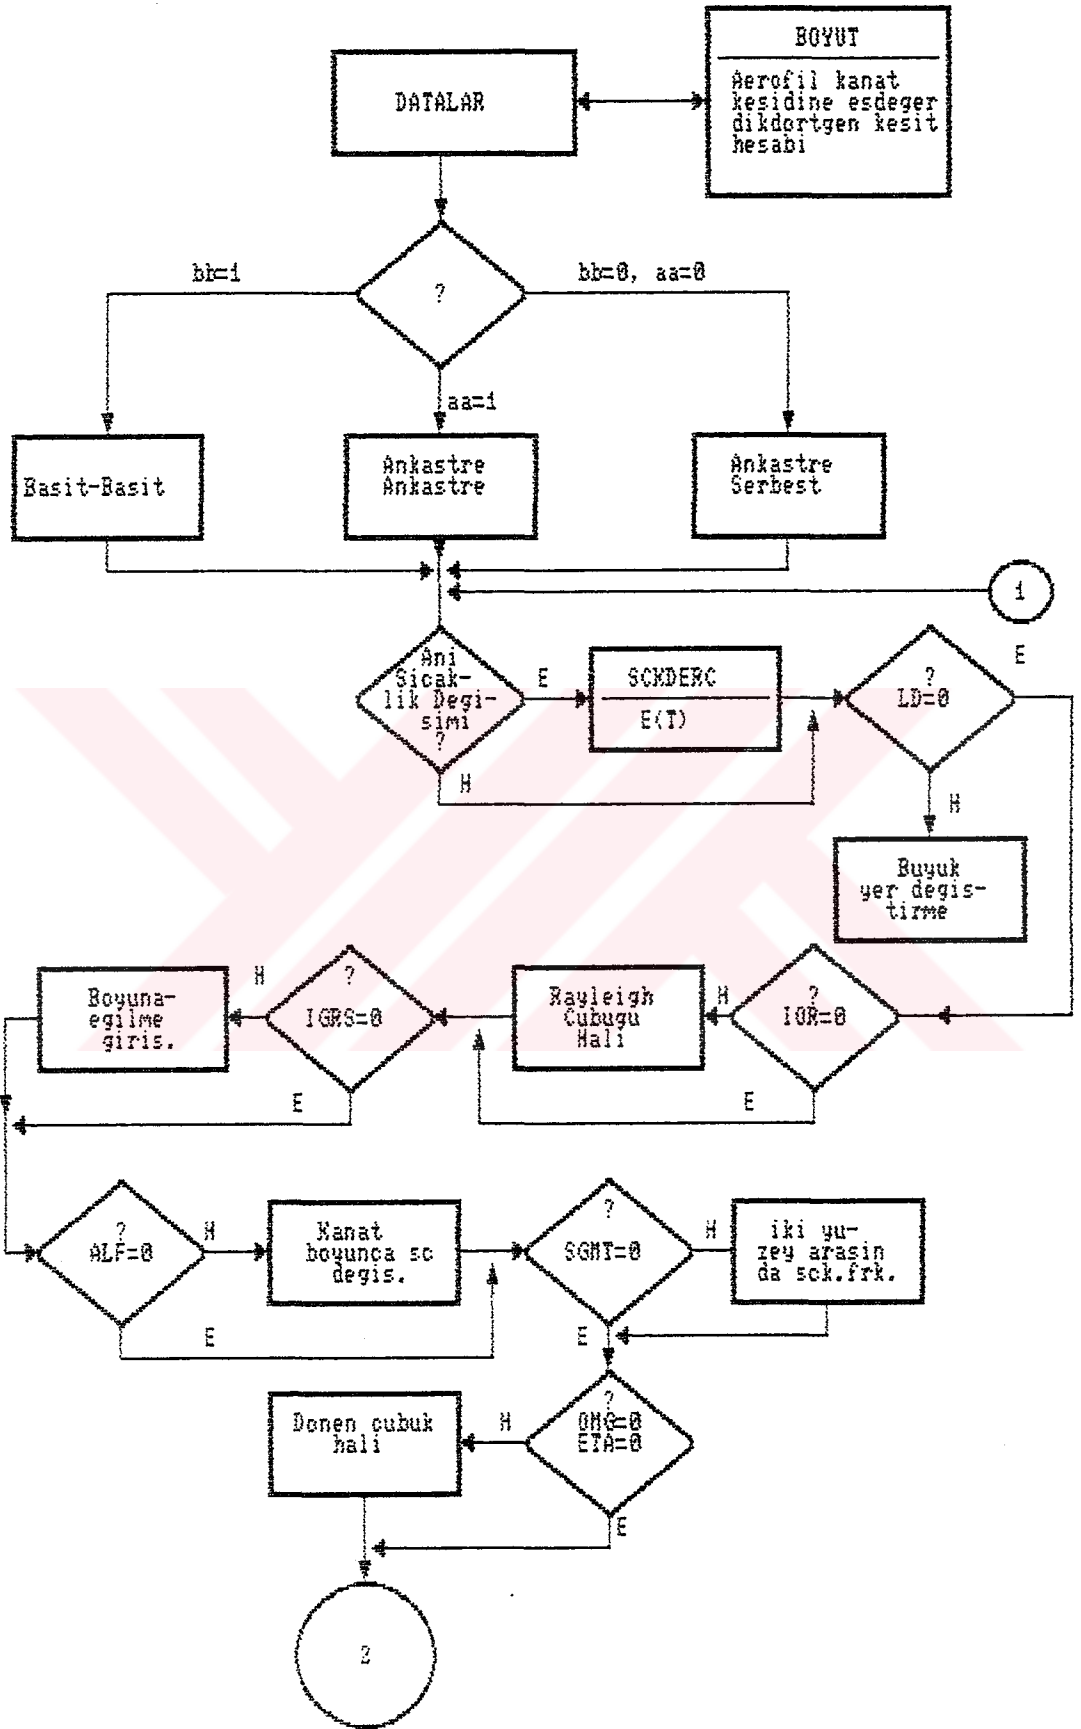 BOYUT
Aerofil kanat
kesidine esdeger
dikdortgen kesit
hesabi
DATALAR
bb=1
?
bb=0, aa=0
aa=1
Basit-Basit
Ankastre
Ankastre
Ankastre
Serbest
1
Ani
Sicak-
lik Degi-
simi
?
E
SCKDERC
E(T)
?
LD=0
E
H
H
Buyuk
yer degis-
tirme
Boyuna-
egilme
giris.
H
?
IGRS=0
E
Rayleigh
Cubugu
Hali
H
?
IOR=0
E
?
ALF=0
H
Kanat
boyunca sc
degis.
E
?
SGMT=0
H
iki yu-
zey arasin
da sck.frk.
E
Donen cubuk
hali
H
?
OMG=0
ETA=0
E
2